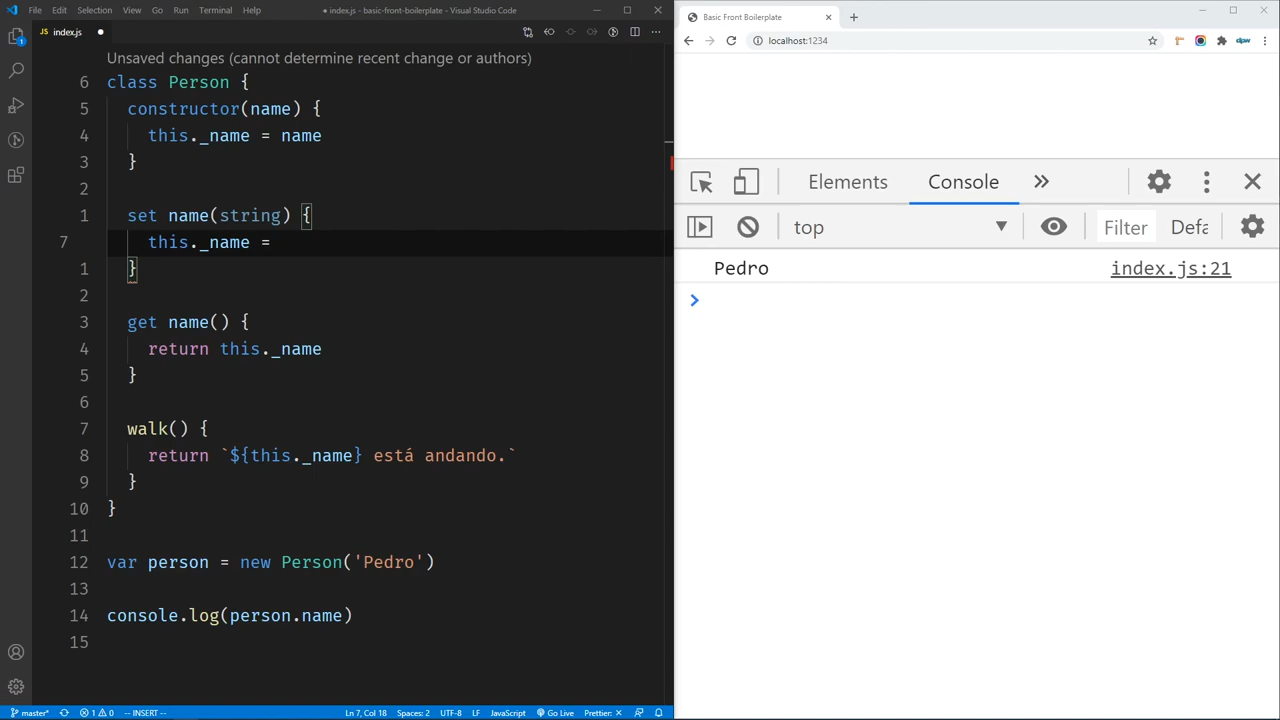 File Edit Selection View Go Run Terminal Help
● index.js - basic-front-boilerplate - Visual Studio Code
JS index.js ●
Unsaved changes (cannot determine recent change or authors)
6 class Person {
5 constructor(name) {
4 this._name = name
3 }
2
1 set name(string) {
7 this._name =
1 }
2
3 get name() {
4 return this._name
5 }
6
7 walk() {
8 return `${this._name} está andando.`
9 }
10 }
11
12 var person = new Person('Pedro')
13
14 console.log(person.name)
15
1
master* 1 0 -- INSERT -- Ln 7, Col 18 Spaces: 2 UTF-8 LF JavaScript Go Live Prettier: ×
Basic Front Boilerplate
localhost:1234
dpw
Elements Console »
top Filter Defa
Pedro index.js:21